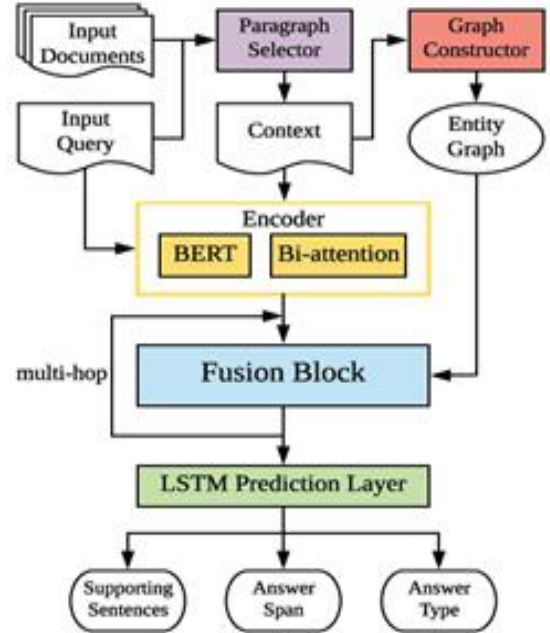 Input
Documents
Paragraph
Selector
Graph
Constructor
Input
Query
Context
Entity
Graph
Encoder
BERT
Bi-attention
multi-hop
Fusion Block
LSTM Prediction Layer
Supporting
Sentences
Answer
Span
Answer
Type